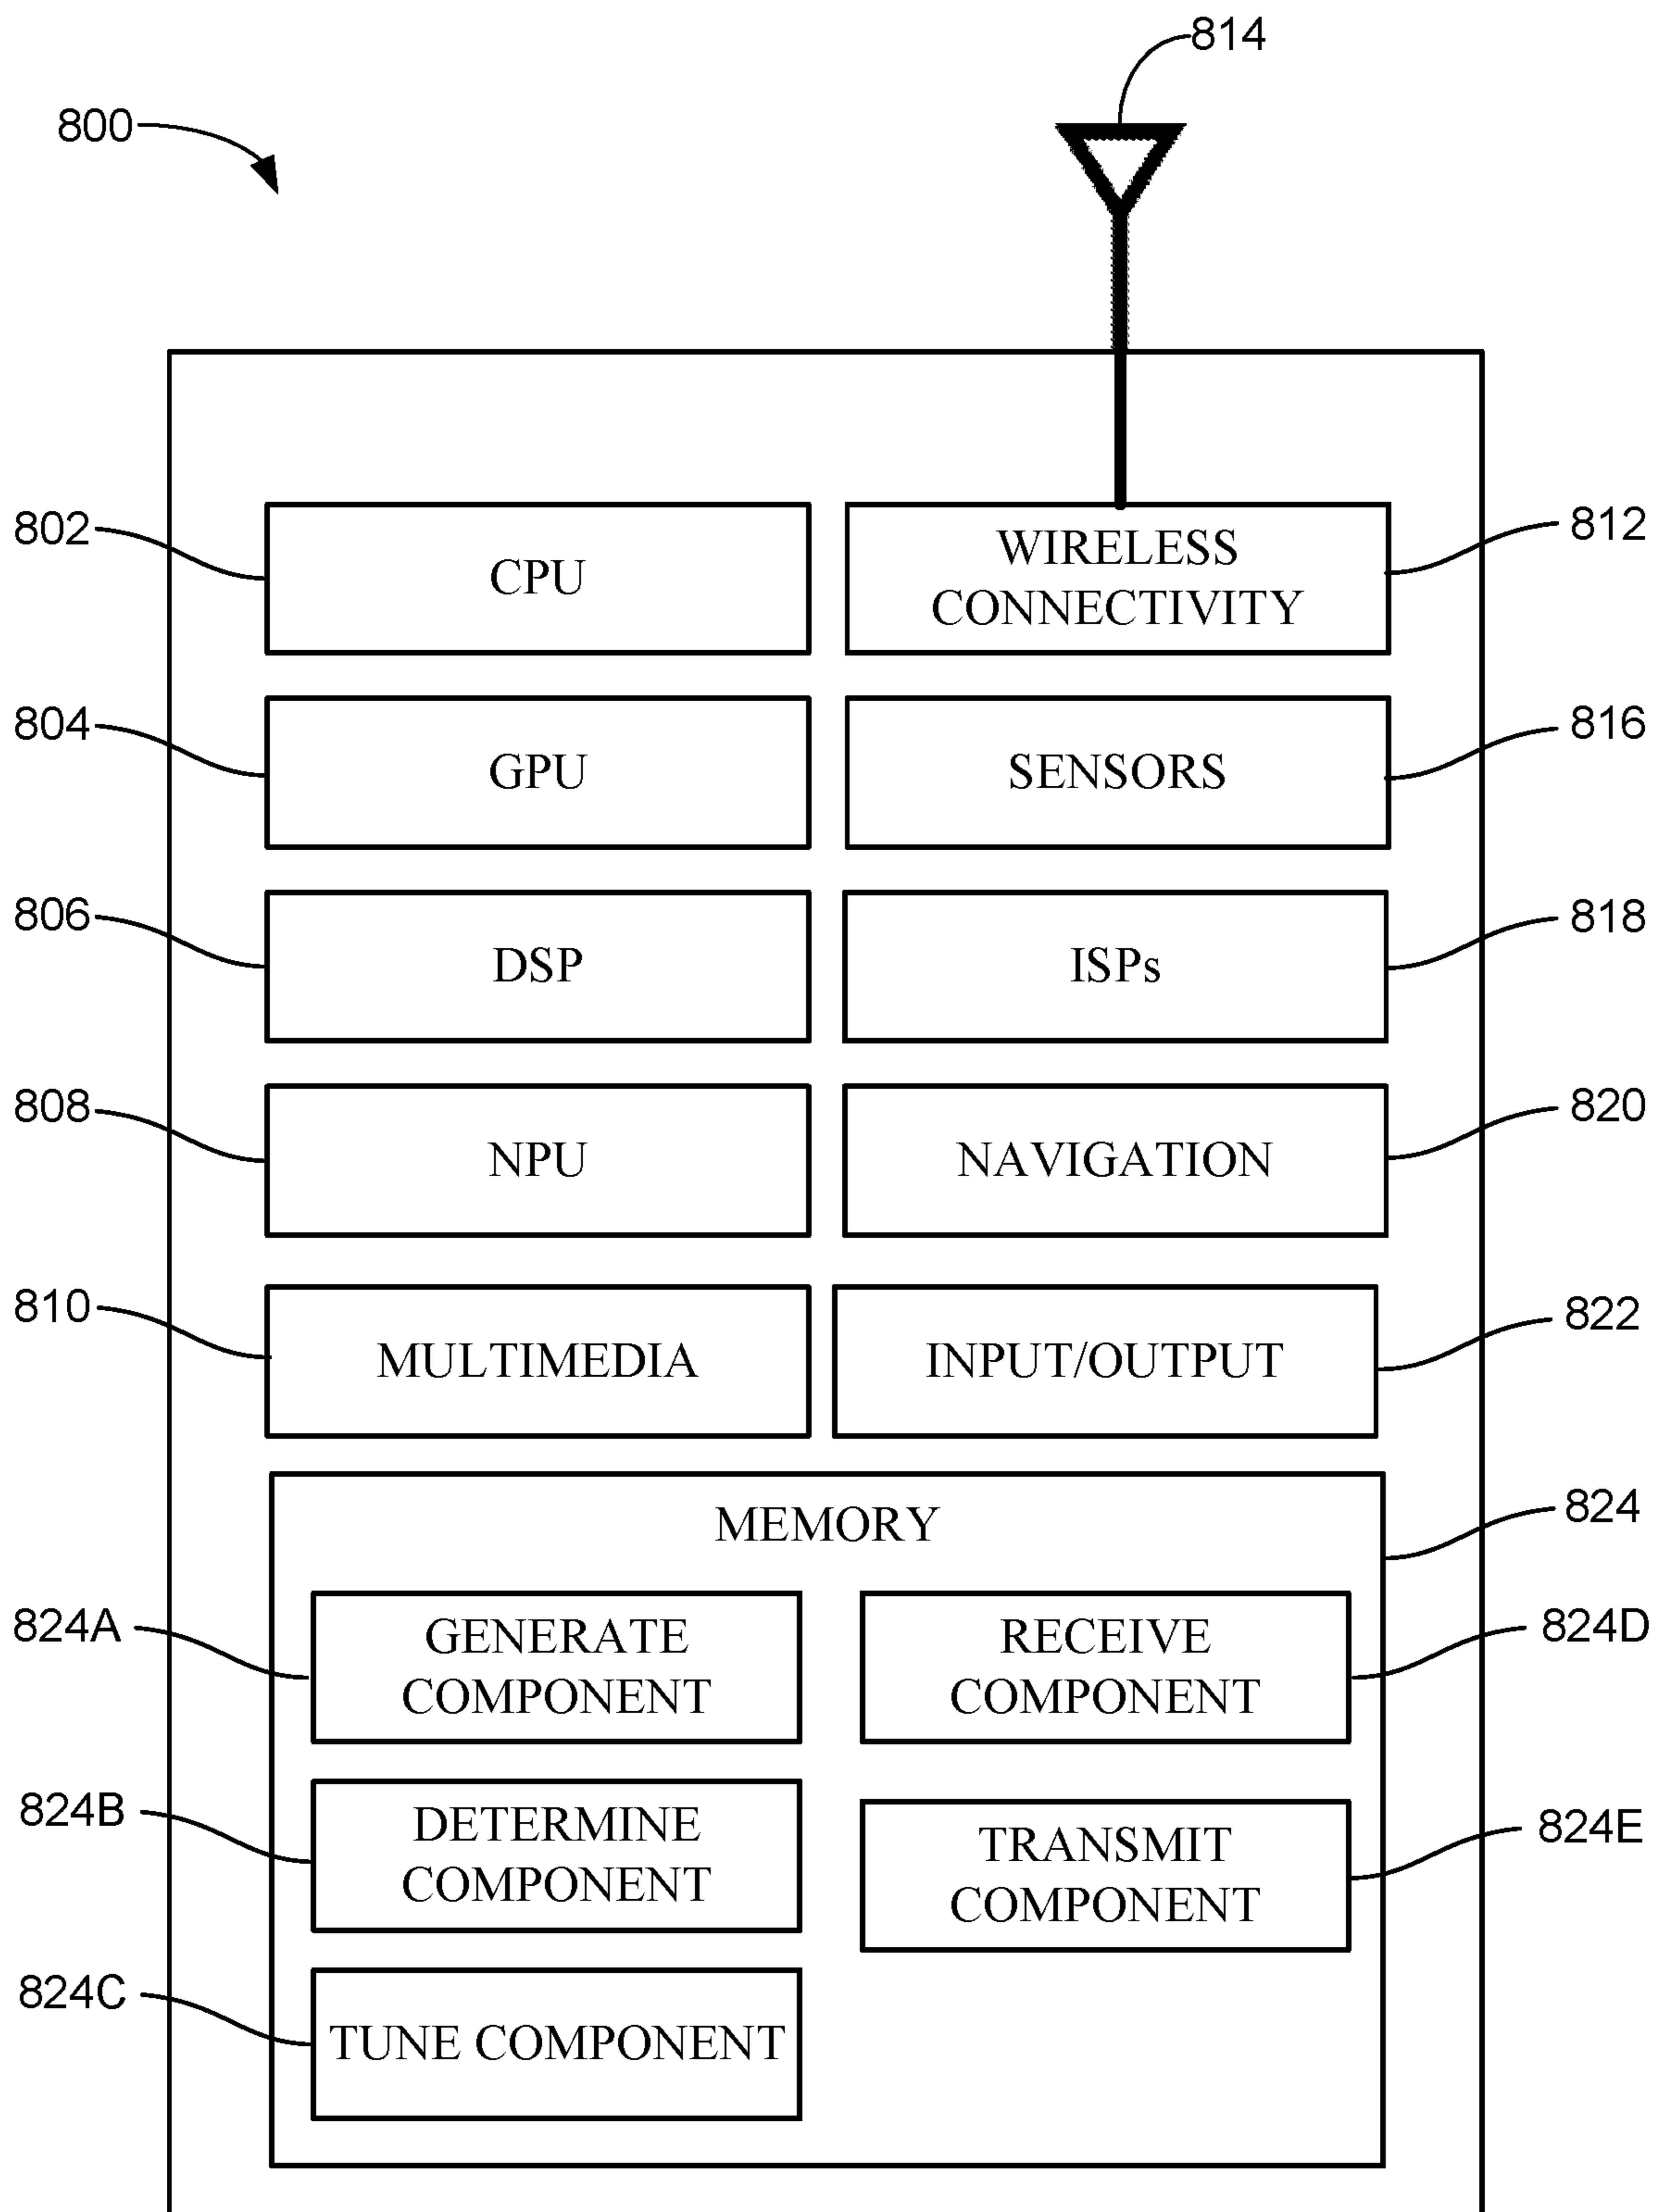 814
800
802
CPU
WIRELESS
CONNECTIVITY
812
804
GPU
SENSORS
816
806
DSP
ISPs
818
808
NPU
NAVIGATION
820
810
MULTIMEDIA
INPUT/OUTPUT
822
MEMORY
824
824A
GENERATE
COMPONENT
RECEIVE
COMPONENT
824D
824B
DETERMINE
COMPONENT
TRANSMIT
COMPONENT
824E
824C
TUNE COMPONENT